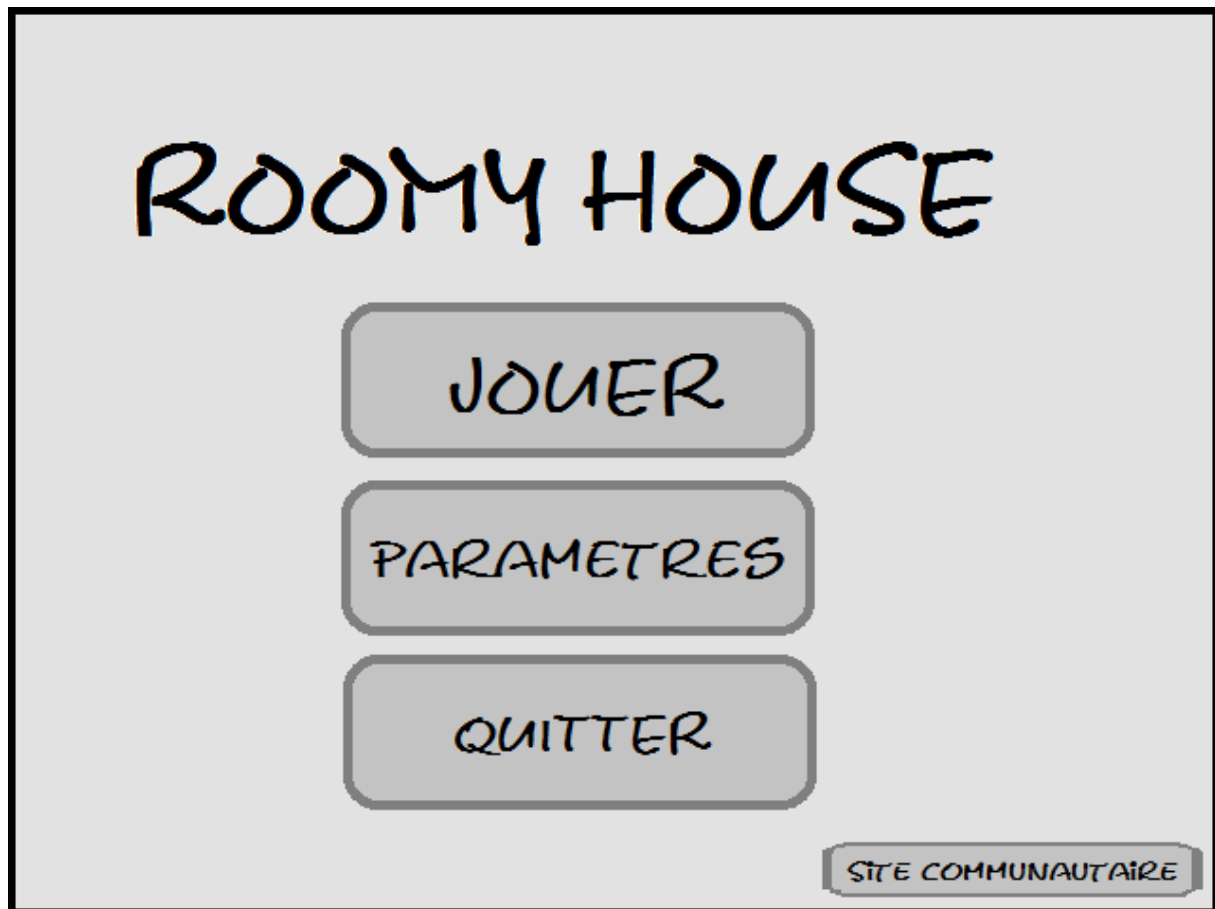 ROOMY HOUSE
JOUER
PARAMETRES
QUITTER
SiTE COMMUNAUTAiRE